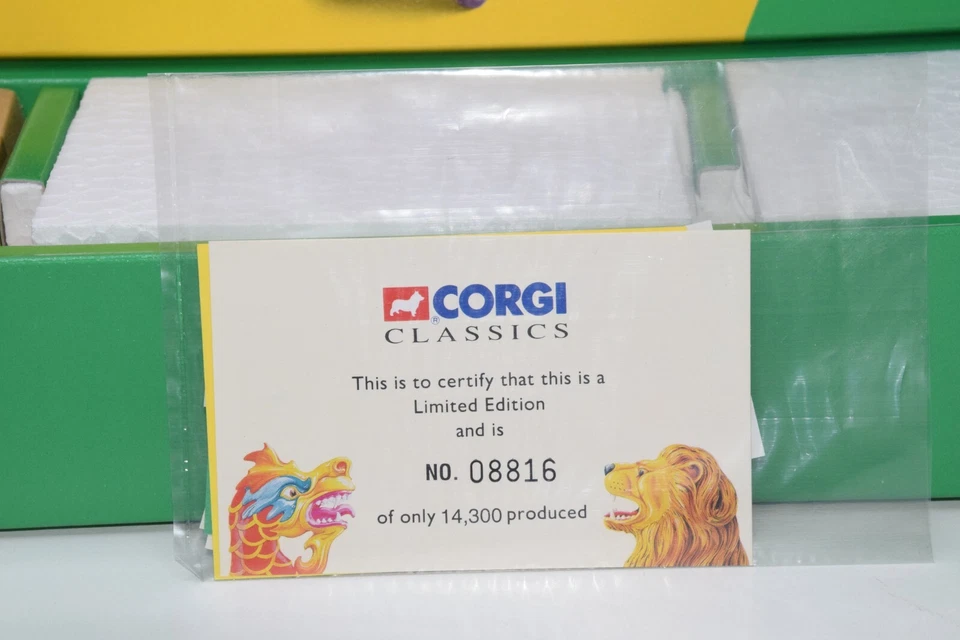 CORGI
®
CLASSICS
This is to certify that this is a
Limited Edition
and is
NO. 08816
of only 14,300 produced